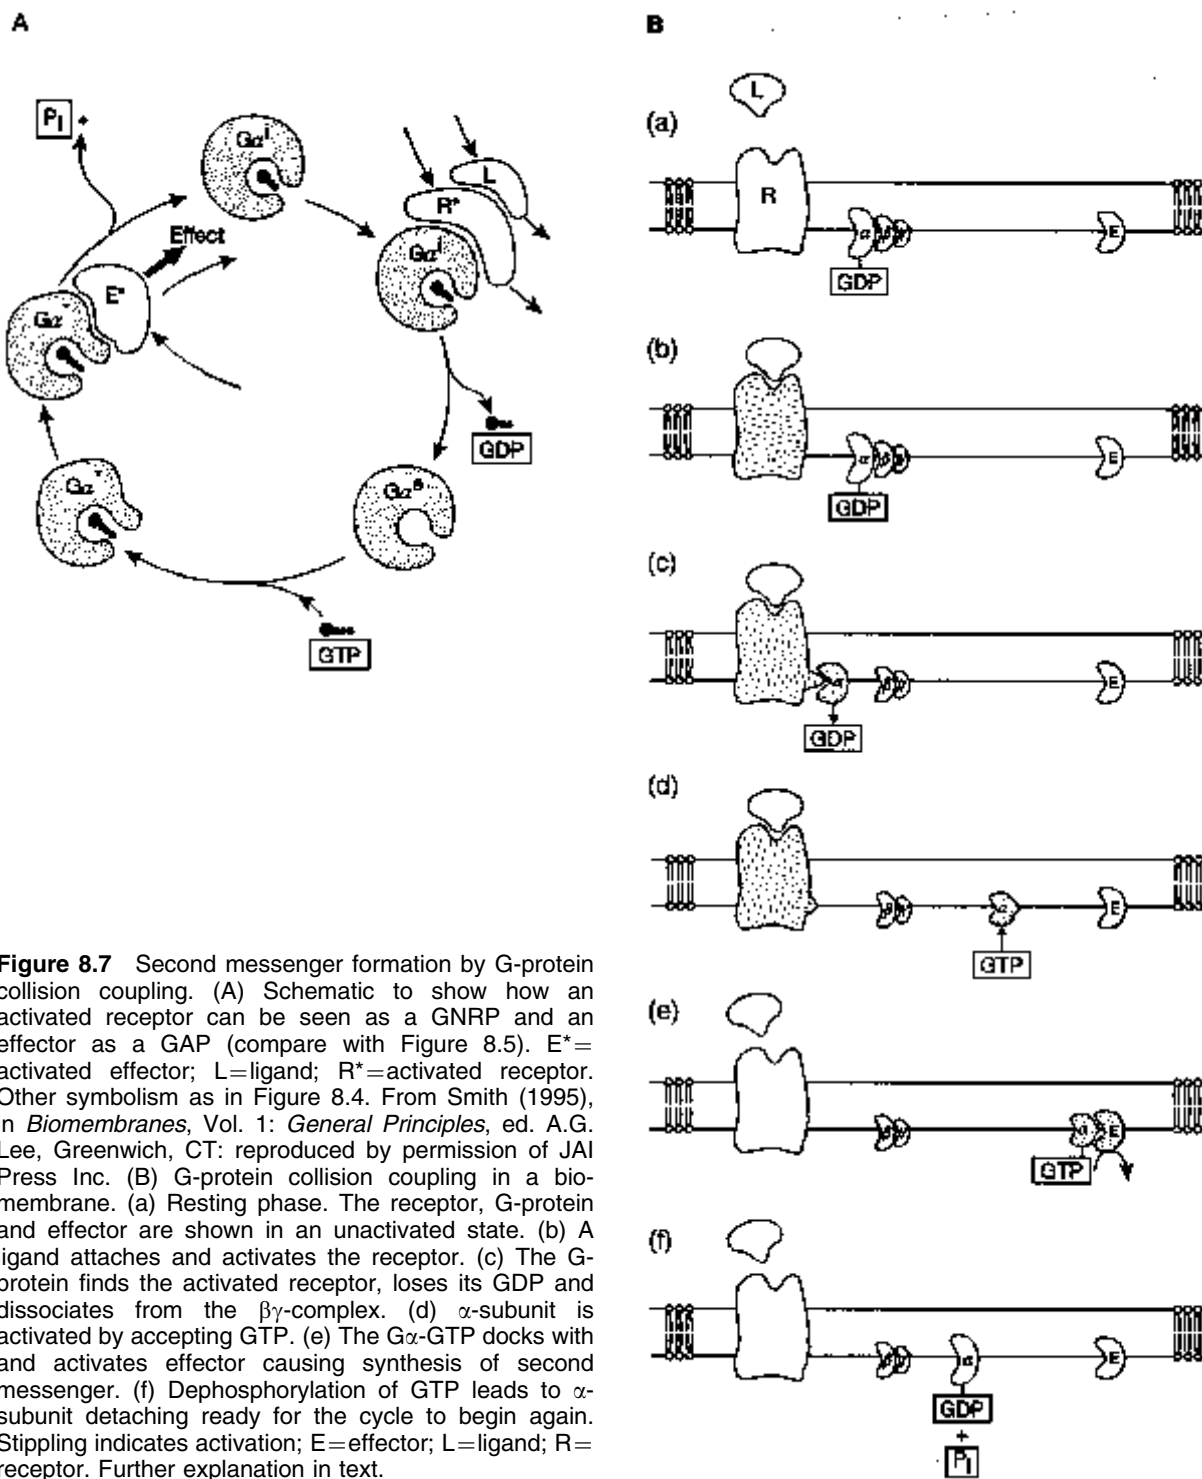 A
P_I +
Gα^i
Effect
L
R*
Gα^i
E*
Gα*
GDP
Gα*
Gα^e
GTP
B
(a)
L
R
α β γ
E
GDP
(b)
α β γ
E
GDP
(c)
α
β γ
E
GDP
(d)
β γ
α
E
GTP
(e)
β γ
α
E
GTP
(f)
β γ
α
E
GDP
+
P_I
Figure 8.7 Second messenger formation by G-protein
collision coupling. (A) Schematic to show how an
activated receptor can be seen as a GNRP and an
effector as a GAP (compare with Figure 8.5). E*=
activated effector; L=ligand; R*=activated receptor.
Other symbolism as in Figure 8.4. From Smith (1995),
in Biomembranes, Vol. 1: General Principles, ed. A.G.
Lee, Greenwich, CT: reproduced by permission of JAI
Press Inc. (B) G-protein collision coupling in a bio-
membrane. (a) Resting phase. The receptor, G-protein
and effector are shown in an unactivated state. (b) A
ligand attaches and activates the receptor. (c) The G-
protein finds the activated receptor, loses its GDP and
dissociates from the βγ-complex. (d) α-subunit is
activated by accepting GTP. (e) The Gα-GTP docks with
and activates effector causing synthesis of second
messenger. (f) Dephosphorylation of GTP leads to α-
subunit detaching ready for the cycle to begin again.
Stippling indicates activation; E=effector; L=ligand; R=
receptor. Further explanation in text.